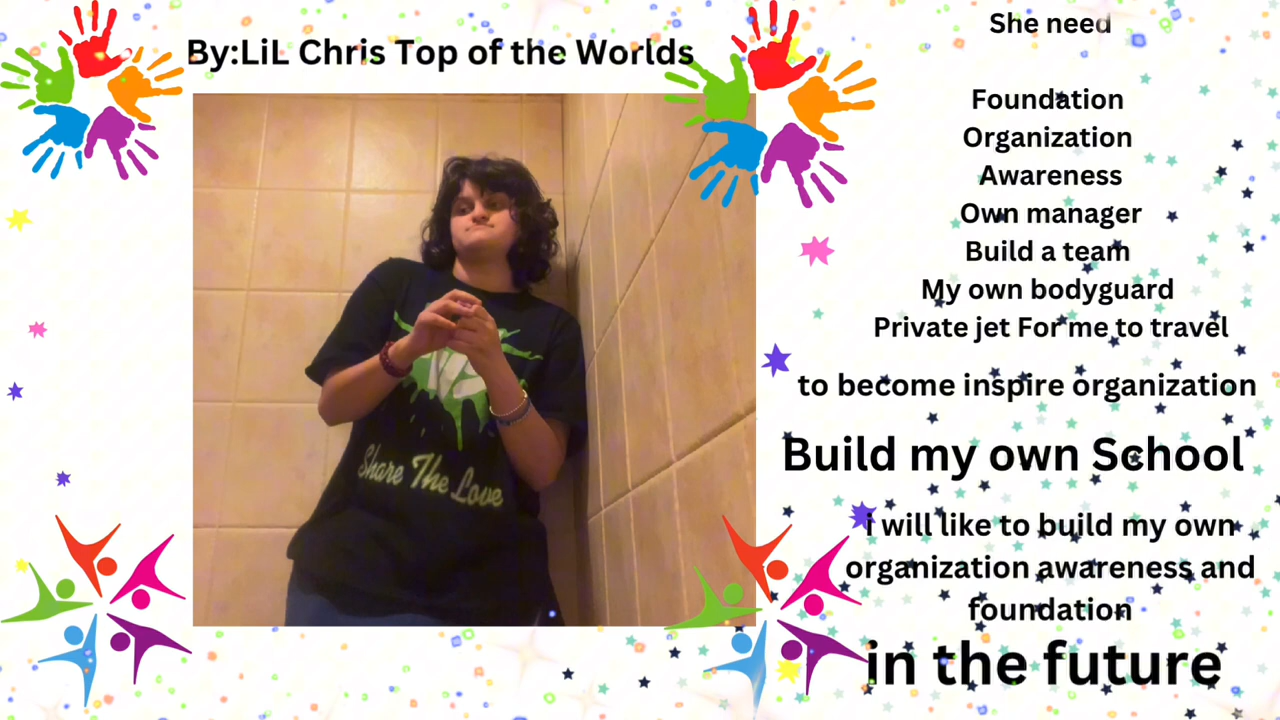 By:LiL Chris Top of the Worlds
She need
Foundation
Organization
Awareness
Own manager
Build a team
My own bodyguard
Private jet For me to travel
to become inspire organization
Build my own School
i will like to build my own
organization awareness and
foundation
in the future
Share The Love